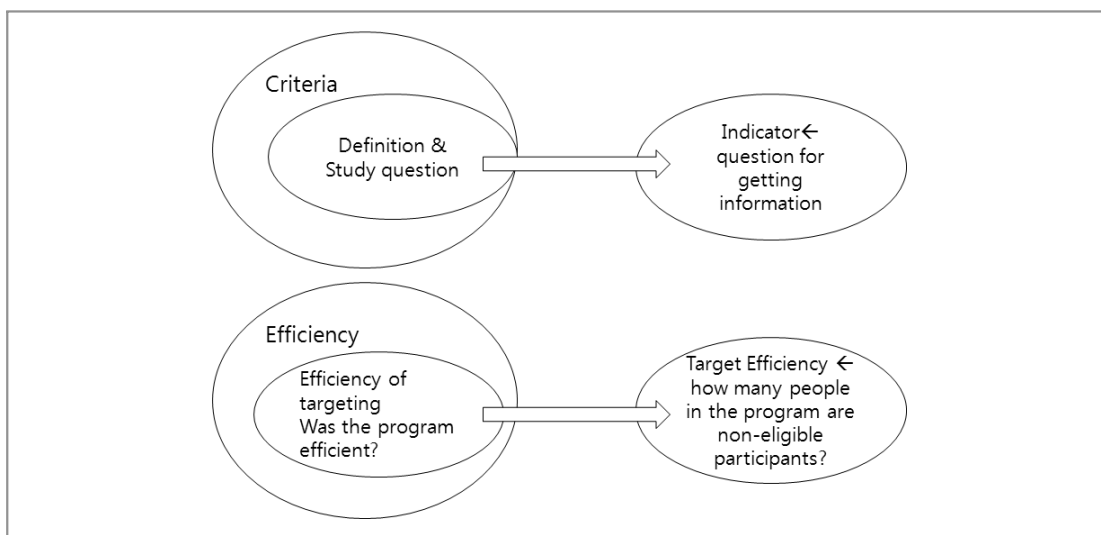 Criteria
Definition &
Study question
Indicator←
question for
getting
information
Efficiency
Efficiency of
targeting
Was the program
efficient?
Target Efficiency ←
how many people
in the program are
non-eligible
participants?